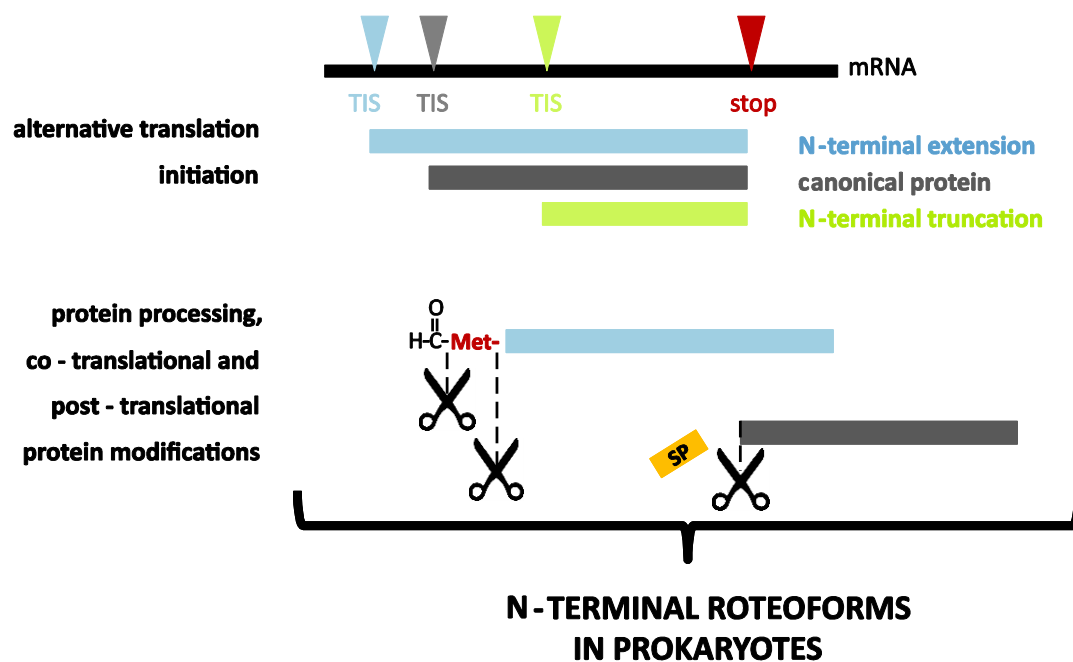 mRNA
TIS TIS TIS stop
alternative translation
initiation
N-terminal extension
canonical protein
N-terminal truncation
protein processing,
co - translational and
post - translational
protein modifications
O
H-C-Met-
SP
N - TERMINAL ROTEOFORMS
IN PROKARYOTES